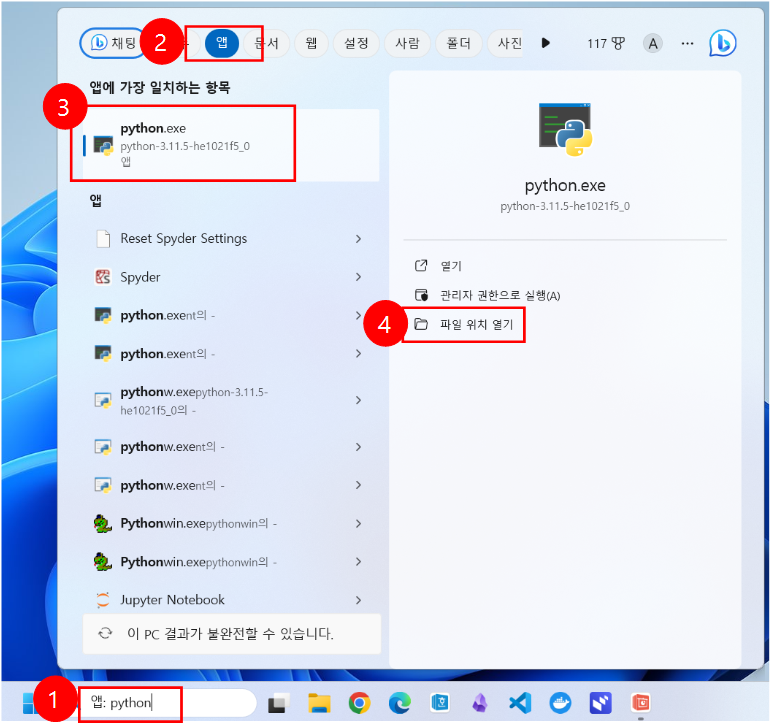 채팅
2
앱
문서
웹
설정
사람
폴더
사진
117
A
...
앱에 가장 일치하는 항목
3
python.exe
python-3.11.5-he1021f5_0
앱
앱
Reset Spyder Settings
Spyder
python.exent의 -
python.exent의 -
pythonw.exepython-3.11.5-
he1021f5_0의 -
pythonw.exent의 -
pythonw.exent의 -
Pythonwin.exepythonwin의 -
Pythonwin.exepythonwin의 -
Jupyter Notebook
이 PC 결과가 불완전할 수 있습니다.
python.exe
python-3.11.5-he1021f5_0
열기
관리자 권한으로 실행(A)
4
파일 위치 열기
1
앱: python